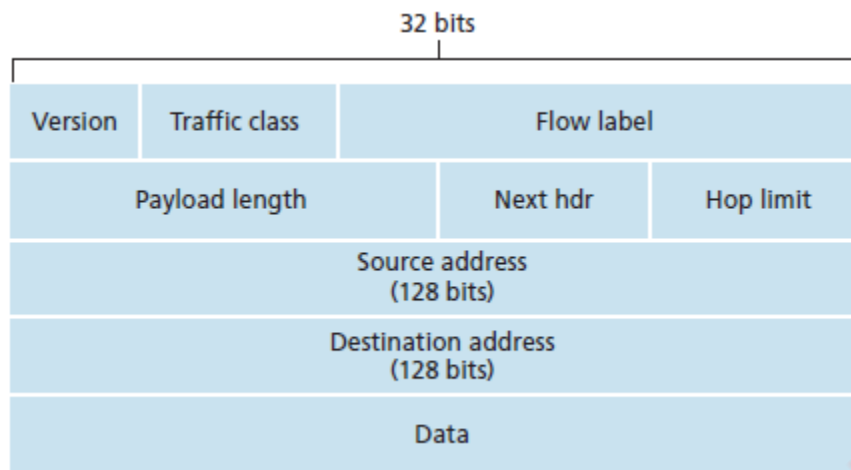 32 bits
Version Traffic class Flow label
Payload length Next hdr Hop limit
Source address
(128 bits)
Destination address
(128 bits)
Data